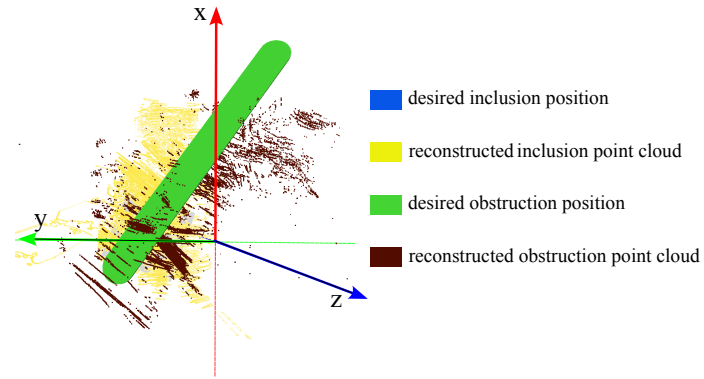 x
desired inclusion position
reconstructed inclusion point cloud
desired obstruction position
y
reconstructed obstruction point cloud
z